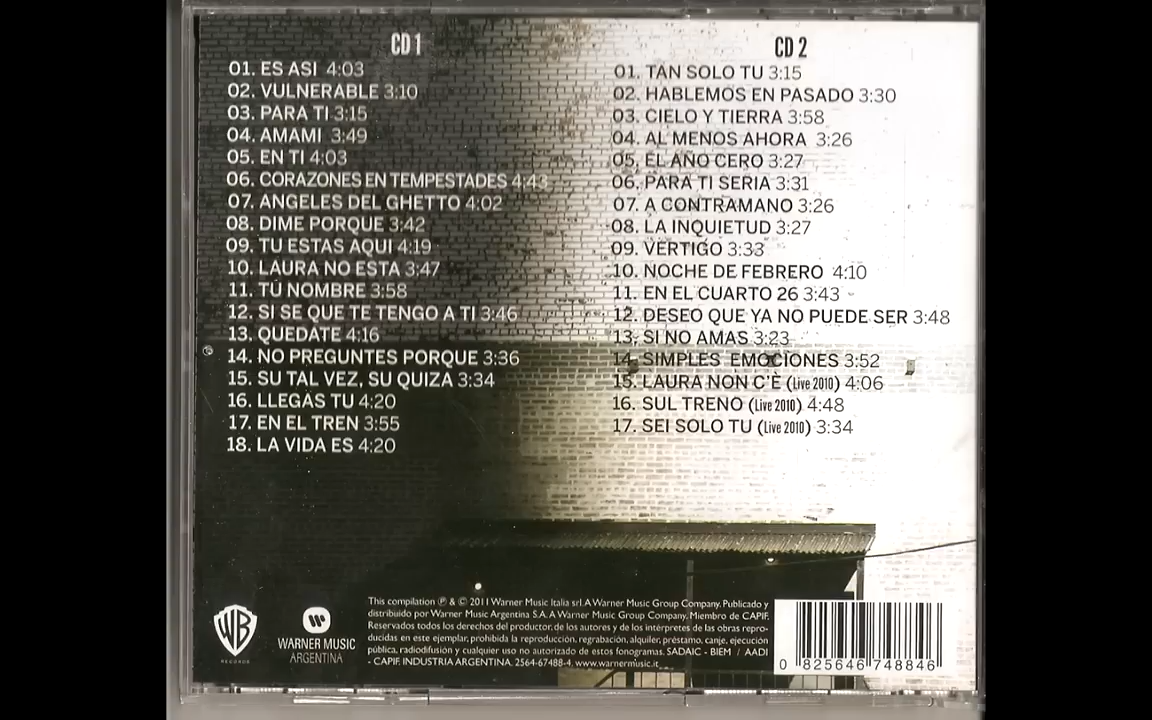 CD 1
01. ES ASI 4:03
02. VULNERABLE 3:10
03. PARA TI 3:15
04. AMAMI 3:49
05. EN TI 4:03
06. CORAZONES EN TEMPESTADES 4:43
07. ANGELES DEL GHETTO 4:02
08. DIME PORQUE 3:42
09. TU ESTAS AQUI 4:19
10. LAURA NO ESTA 3:47
11. TU NOMBRE 3:58
12. SI SE QUE TE TENGO A TI 3:46
13. QUEDATE 4:16
14. NO PREGUNTES PORQUE 3:36
15. SU TAL VEZ, SU QUIZA 3:34
16. LLEGAS TU 4:20
17. EN EL TREN 3:55
18. LA VIDA ES 4:20
CD 2
01. TAN SOLO TU 3:15
02. HABLEMOS EN PASADO 3:30
03. CIELO Y TIERRA 3:58
04. AL MENOS AHORA 3:26
05. EL AÑO CERO 3:27
06. PARA TI SERIA 3:31
07. A CONTRAMANO 3:26
08. LA INQUIETUD 3:27
09. VERTIGO 3:33
10. NOCHE DE FEBRERO 4:10
11. EN EL CUARTO 26 3:43
12. DESEO QUE YA NO PUEDE SER 3:48
13. SI NO AMAS 3:23
14. SIMPLES EMOCIONES 3:52
15. LAURA NON C'È (Live 2010) 4:06
16. SUL TRENO (Live 2010) 4:48
17. SEI SOLO TU (Live 2010) 3:34
WB
RECORDS
WARNER MUSIC
ARGENTINA
This compilation ℗ & © 2011 Warner Music Italia srl. A Warner Music Group Company. Publicado y
distribuido por Warner Music Argentina S.A. A Warner Music Group Company. Miembro de CAPIF.
Reservados todos los derechos del productor, de los autores y de los intérpretes de las obras repro-
ducidas en este ejemplar, prohibida la reproducción, regrabación, alquiler, préstamo, canje, ejecución
pública, radiodifusión y cualquier uso no autorizado de estos fonogramas. SADAIC - BIEM / AADI
- CAPIF. INDUSTRIA ARGENTINA. 2564-67488-4. www.warnermusic.it
0 825646 748846